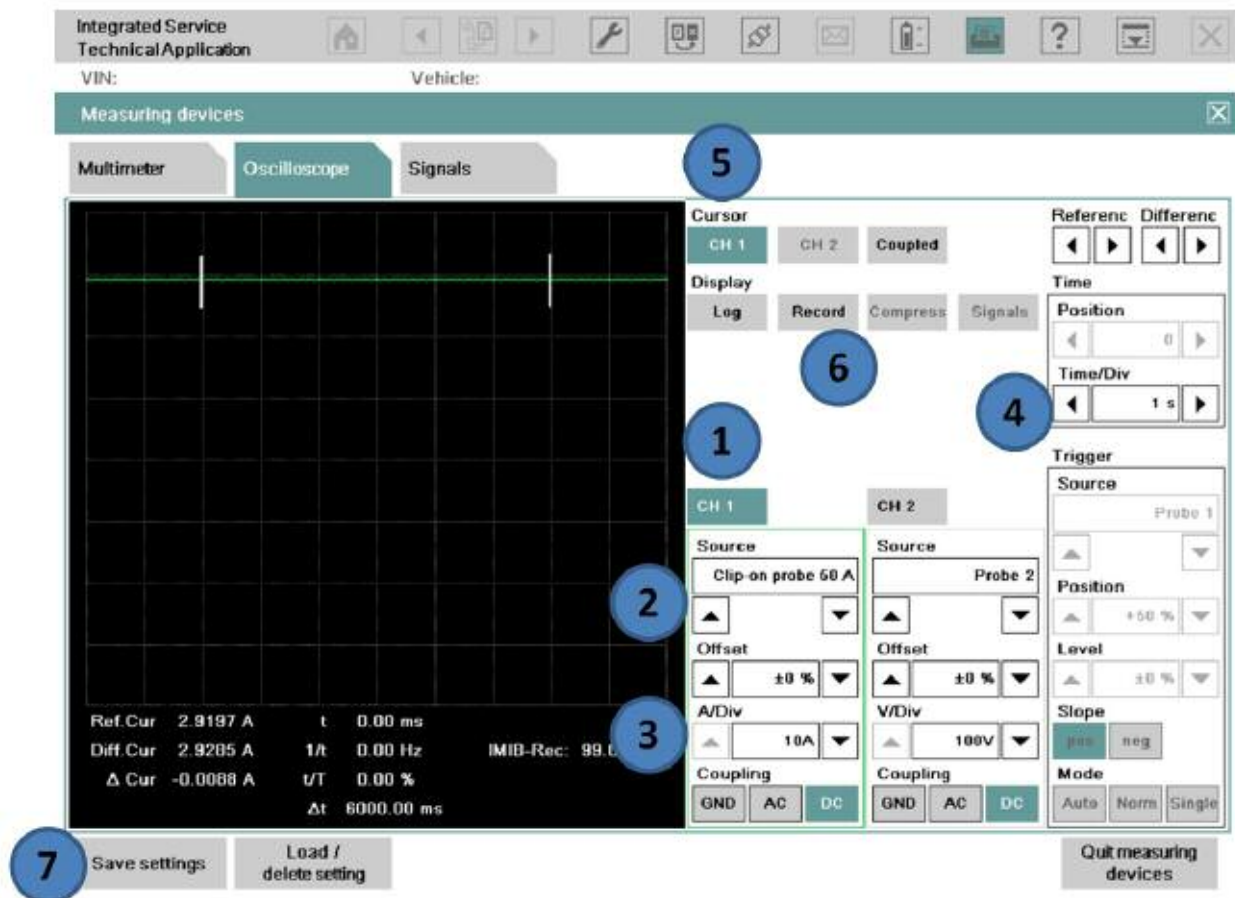 Integrated Service
Technical Application
VIN:
Vehicle:
Measuring devices
Multimeter
Oscilloscope
Signals
5
Cursor
CH 1
CH 2
Coupled
Referenc
Differenc
Display
Log
Record
Compress
Signals
6
Time
Position
0
Time/Div
4
1 s
1
CH 1
CH 2
Trigger
Source
Probe 1
Position
+50 %
Level
±0 %
Slope
pos
neg
Mode
Auto
Norm
Single
Source
Clip-on probe 50 A
2
Offset
±0 %
A/Div
3
10A
Coupling
GND
AC
DC
Source
Probe 2
Offset
±0 %
V/Div
100V
Coupling
GND
AC
DC
Ref.Cur 2.9197 A t 0.00 ms
Diff.Cur 2.9285 A 1/t 0.00 Hz IMIB-Rec: 99.
Δ Cur -0.0088 A t/T 0.00 %
Δt 6000.00 ms
7
Save settings
Load /
delete setting
Quit measuring
devices